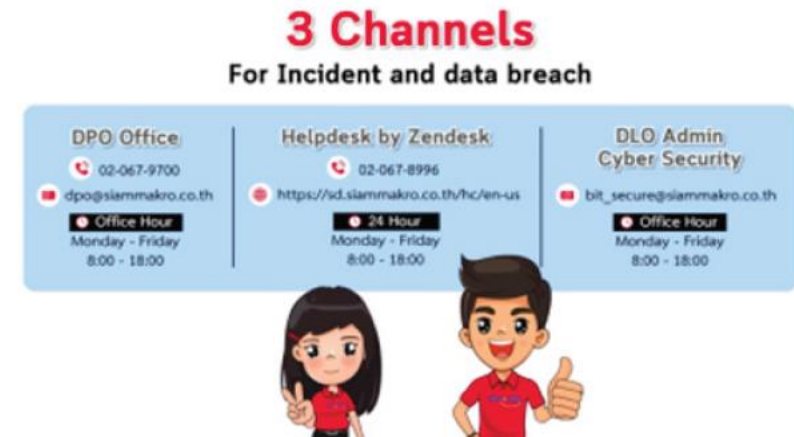 3 Channels
For Incident and data breach
DPO Office
02-067-9700
dpo@siammakro.co.th
Office Hour
Monday - Friday
8:00 - 18:00
Helpdesk by Zendesk
02-067-8996
https://sd.siammakro.co.th/hc/en-us
24 Hour
Monday - Friday
8:00 - 18:00
DLO Admin
Cyber Security
bit_secure@siammakro.co.th
Office Hour
Monday - Friday
8:00 - 18:00